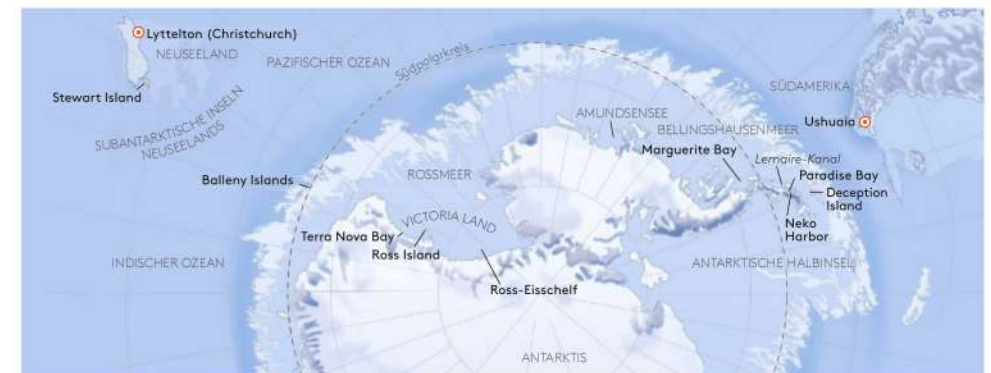 Lyttelton (Christchurch)
NEUSEELAND
PAZIFISCHER OZEAN
Südpolarkreis
Stewart Island
SUBANTARKTISCHE INSELN
NEUSEELANDS
SÜDAMERIKA
Ushuaia
AMUNDSENSEE
BELLINGSHAUSENMEER
Marguerite Bay
Lemaire-Kanal
Paradise Bay
Deception
Island
Neko
Harbor
Balleny Islands
ROSSMEER
VICTORIA LAND
Terra Nova Bay
Ross Island
INDISCHER OZEAN
ANTARKTISCHE HALBINSEL
Ross-Eisschelf
ANTARKTIS